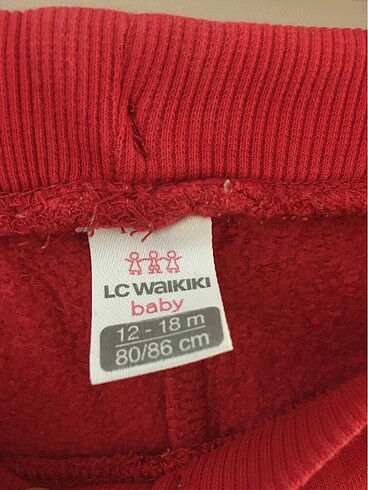 LC WAIKIKI
baby
12 - 18 m
80/86 cm